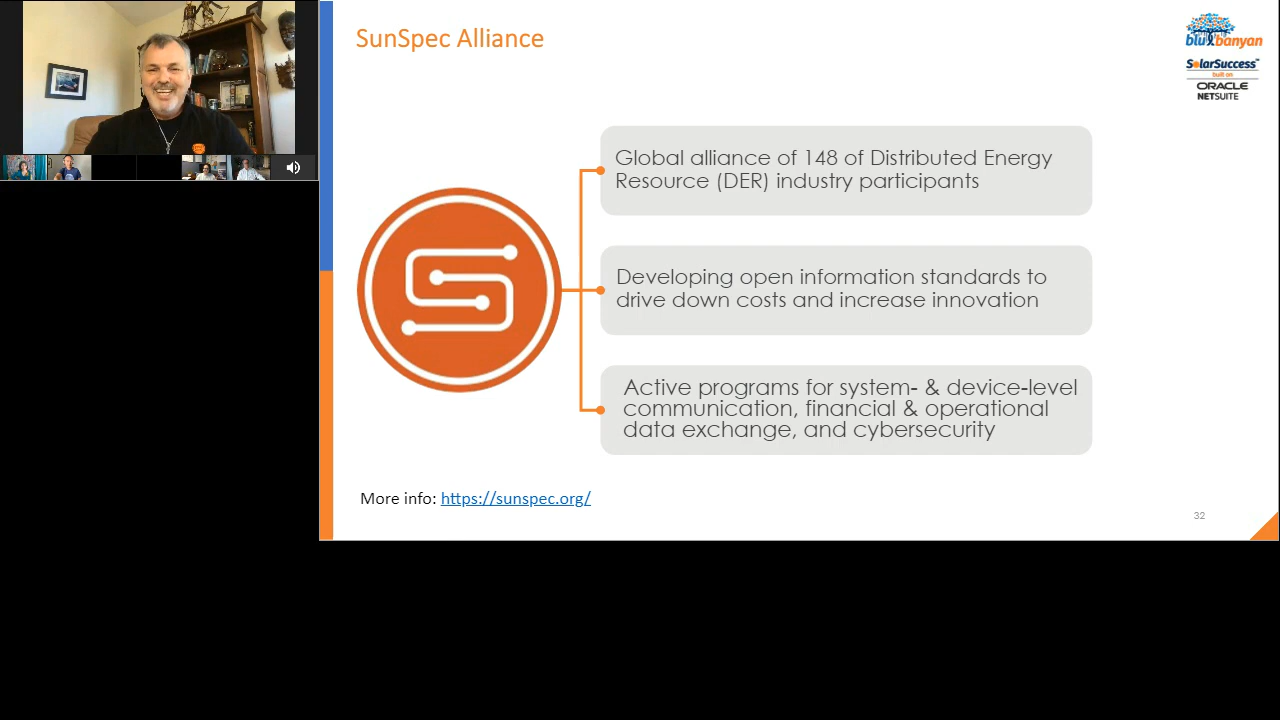 SunSpec Alliance
blu banyan
SolarSuccess™
built on
ORACLE
NETSUITE
Global alliance of 148 of Distributed Energy
Resource (DER) industry participants
Developing open information standards to
drive down costs and increase innovation
Active programs for system- & device-level
communication, financial & operational
data exchange, and cybersecurity
More info: https://sunspec.org/
32